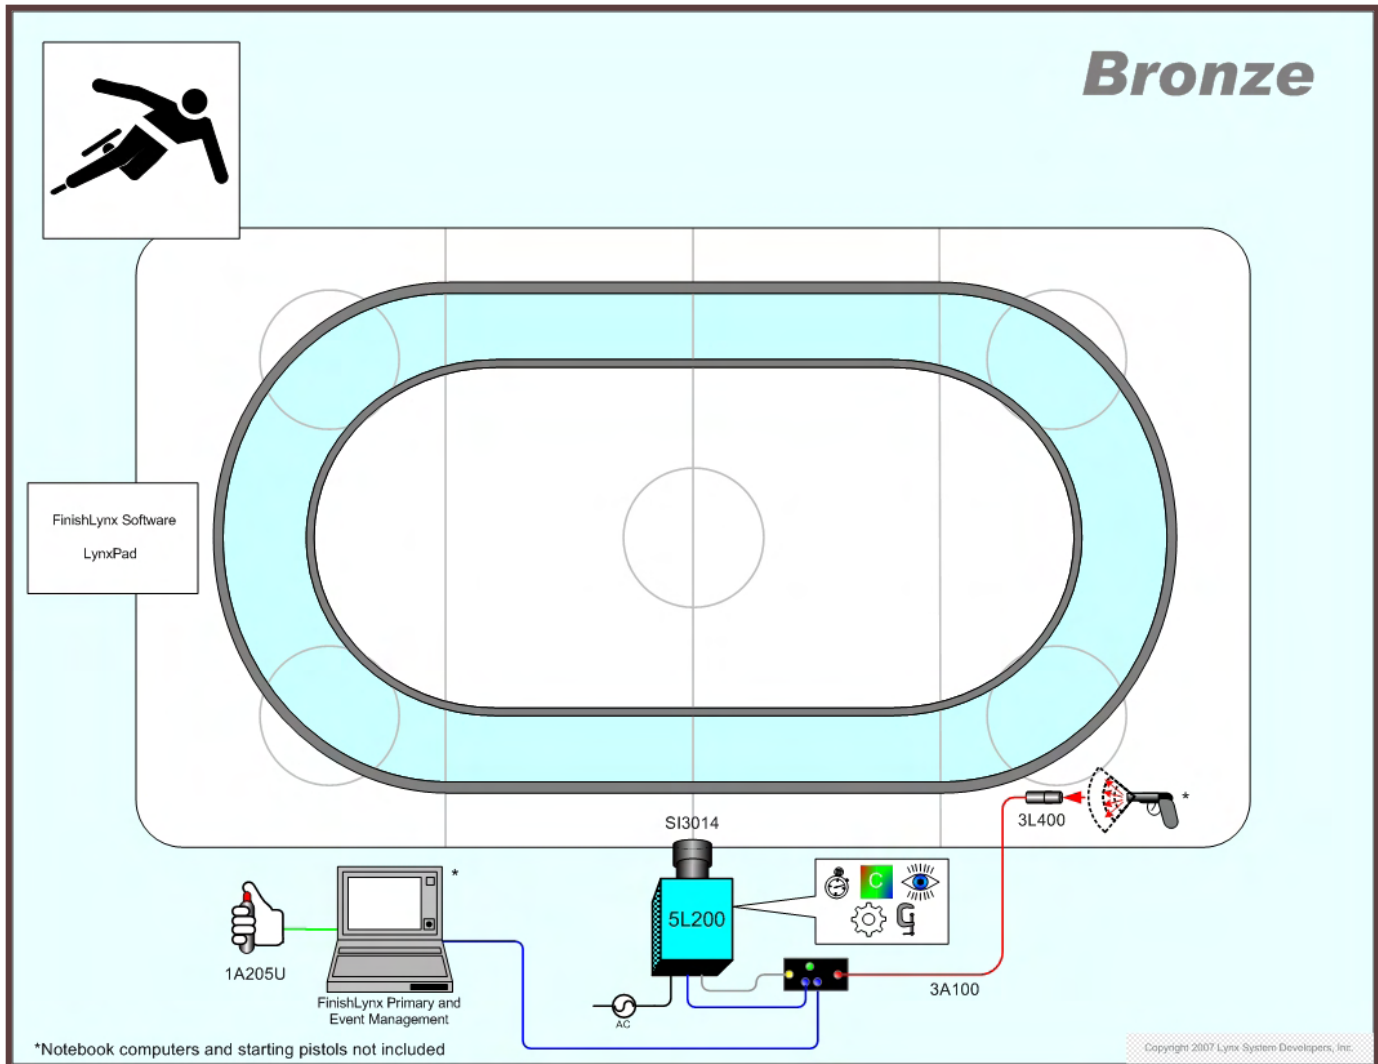 Bronze
FinishLynx Software
LynxPad
SI3014
3L400
*
*
C
5L200
1A205U
3A100
FinishLynx Primary and
Event Management
AC
*Notebook computers and starting pistols not included
Copyright 2007 Lynx System Developers, Inc.